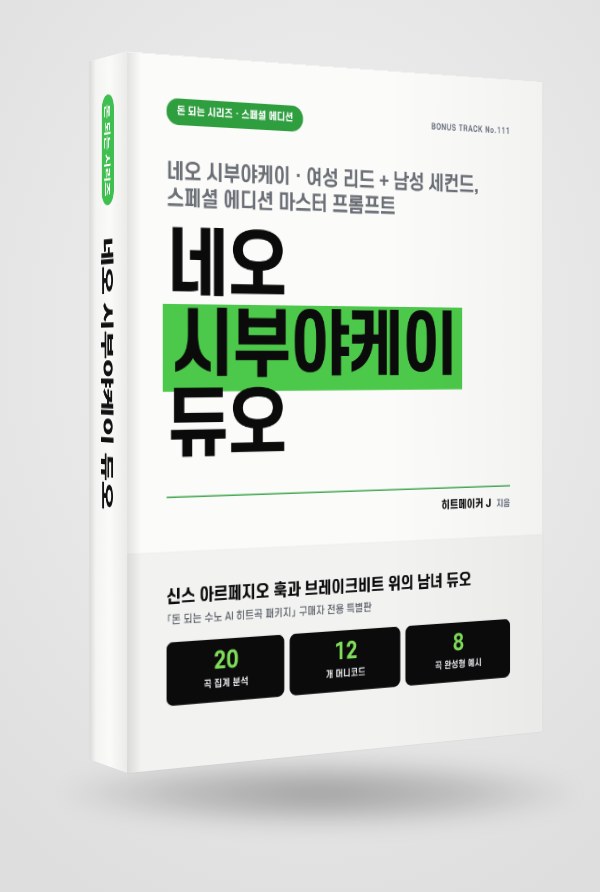 돈 되는 시리즈
네오 시부야케이 듀오
돈 되는 시리즈 · 스페셜 에디션
BONUS TRACK No.111
네오 시부야케이 · 여성 리드 + 남성 세컨드,
스페셜 에디션 마스터 프롬프트
네오
시부야케이
듀오
히트메이커 J 지음
신스 아르페지오 훅과 브레이크비트 위의 남녀 듀오
『돈 되는 수노 AI 히트곡 패키지』 구매자 전용 특별판
20
곡 집계 분석
12
개 머니코드
8
곡 완성형 예시